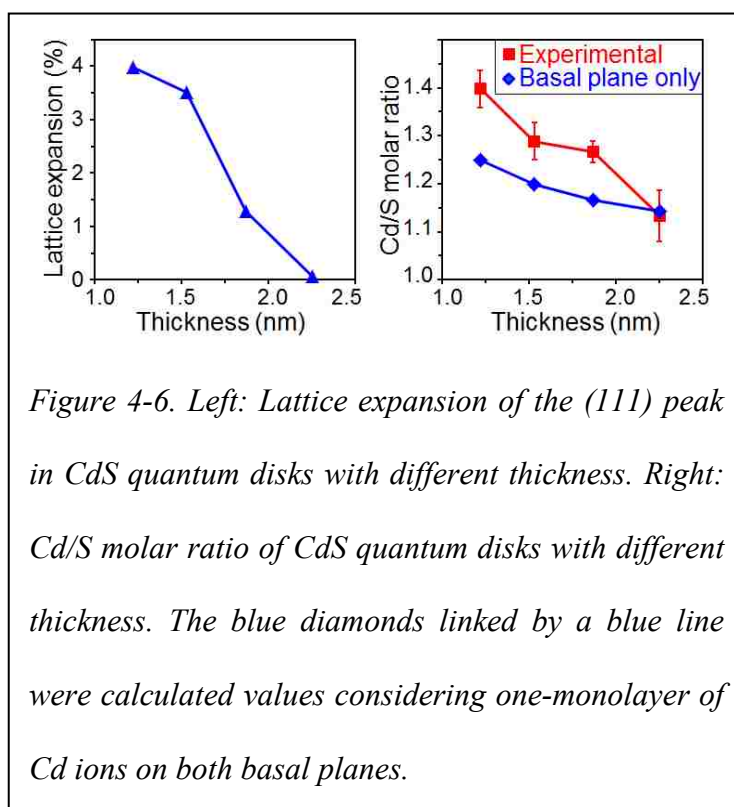 Lattice expansion (%)
4
3
2
1
0
1.0 1.5 2.0 2.5
Thickness (nm)
Cd/S molar ratio
Experimental
Basal plane only
1.4
1.3
1.2
1.1
1.0
1.0 1.5 2.0 2.5
Thickness (nm)
Figure 4-6. Left: Lattice expansion of the (111) peak
in CdS quantum disks with different thickness. Right:
Cd/S molar ratio of CdS quantum disks with different
thickness. The blue diamonds linked by a blue line
were calculated values considering one-monolayer of
Cd ions on both basal planes.